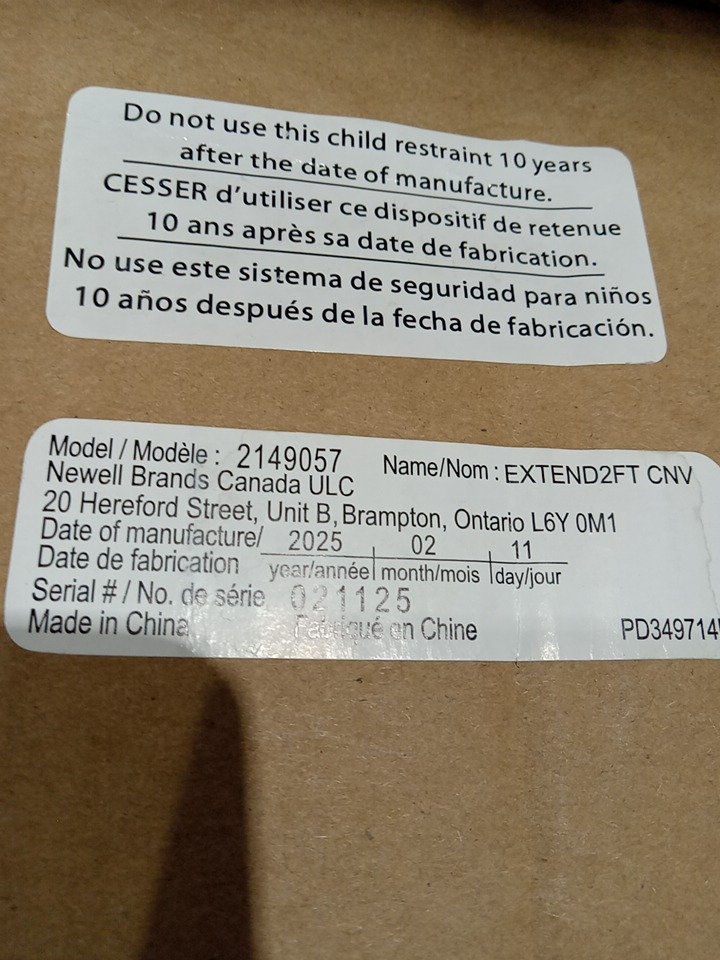 Do not use this child restraint 10 years
after the date of manufacture.
CESSER d'utiliser ce dispositif de retenue
10 ans après sa date de fabrication.
No use este sistema de seguridad para niños
10 años después de la fecha de fabricación.
Model / Modèle : 2149057 Name/Nom : EXTEND2FT CNV
Newell Brands Canada ULC
20 Hereford Street, Unit B, Brampton, Ontario L6Y 0M1
Date of manufacture/ 2025 02 11
Date de fabrication year/année month/mois day/jour
Serial # / No. de série 021125
Made in China Fabriqué en Chine PD349714